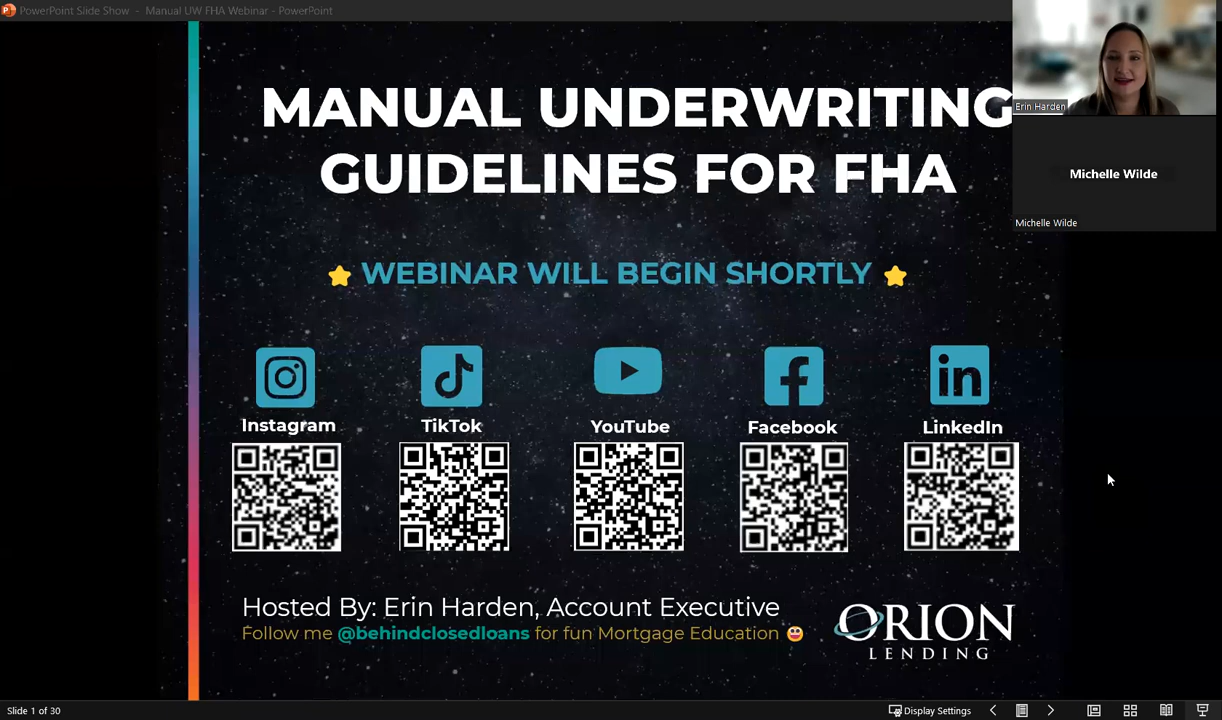 PowerPoint Slide Show - Manual UW FHA Webinar - PowerPoint
MANUAL UNDERWRITING
GUIDELINES FOR FHA
Erin Harden
Michelle Wilde
Michelle Wilde
WEBINAR WILL BEGIN SHORTLY
Instagram
TikTok
YouTube
Facebook
LinkedIn
Hosted By: Erin Harden, Account Executive
Follow me @behindclosedloans for fun Mortgage Education
ORION
LENDING
Slide 1 of 30
Display Settings